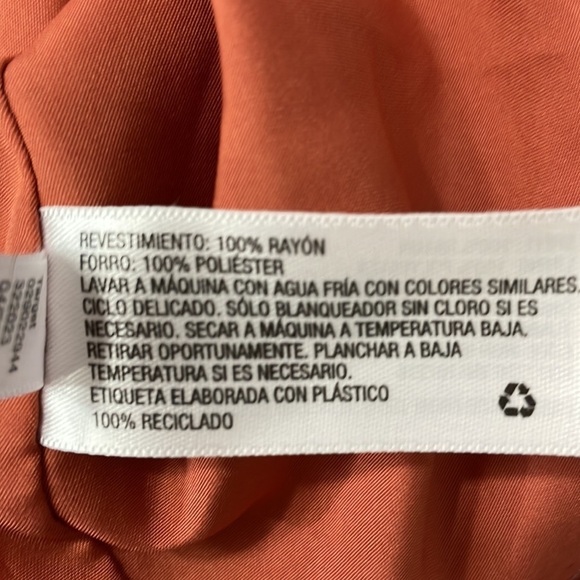 REVESTIMIENTO: 100% RAYÓN
FORRO: 100% POLIÉSTER
LAVAR A MÁQUINA CON AGUA FRÍA CON COLORES SIMILARES.
CICLO DELICADO. SÓLO BLANQUEADOR SIN CLORO SI ES
NECESARIO. SECAR A MÁQUINA A TEMPERATURA BAJA.
RETIRAR OPORTUNAMENTE. PLANCHAR A BAJA
TEMPERATURA SI ES NECESARIO.
ETIQUETA ELABORADA CON PLÁSTICO
100% RECICLADO
Target